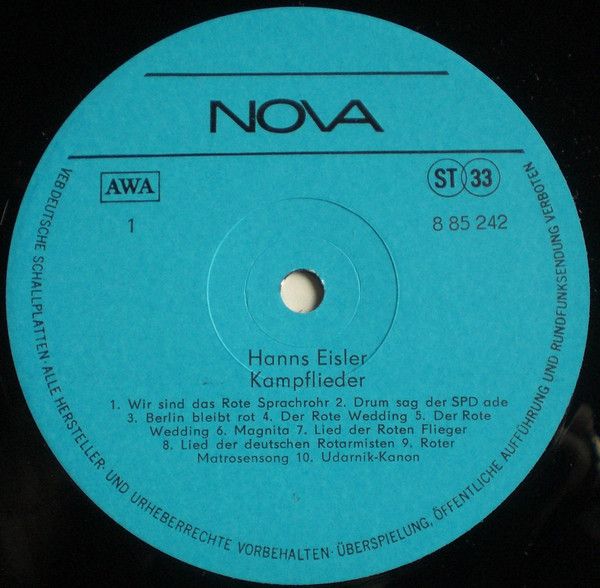 NOVA
AWA
ST 33
1
8 85 242
Hanns Eisler
Kampflieder
1. Wir sind das Rote Sprachrohr 2. Drum sag der SPD ade
3. Berlin bleibt rot 4. Der Rote Wedding 5. Der Rote
Wedding 6. Magnita 7. Lied der Roten Flieger
8. Lied der deutschen Rotarmisten 9. Roter
Matrosensong 10. Udarnik-Kanon
VEB DEUTSCHE SCHALLPLATTEN · ALLE HERSTELLER- UND URHEBERRECHTE VORBEHALTEN · ÜBERSPIELUNG, ÖFFENTLICHE AUFFÜHRUNG UND RUNDFUNKSENDUNG VERBOTEN